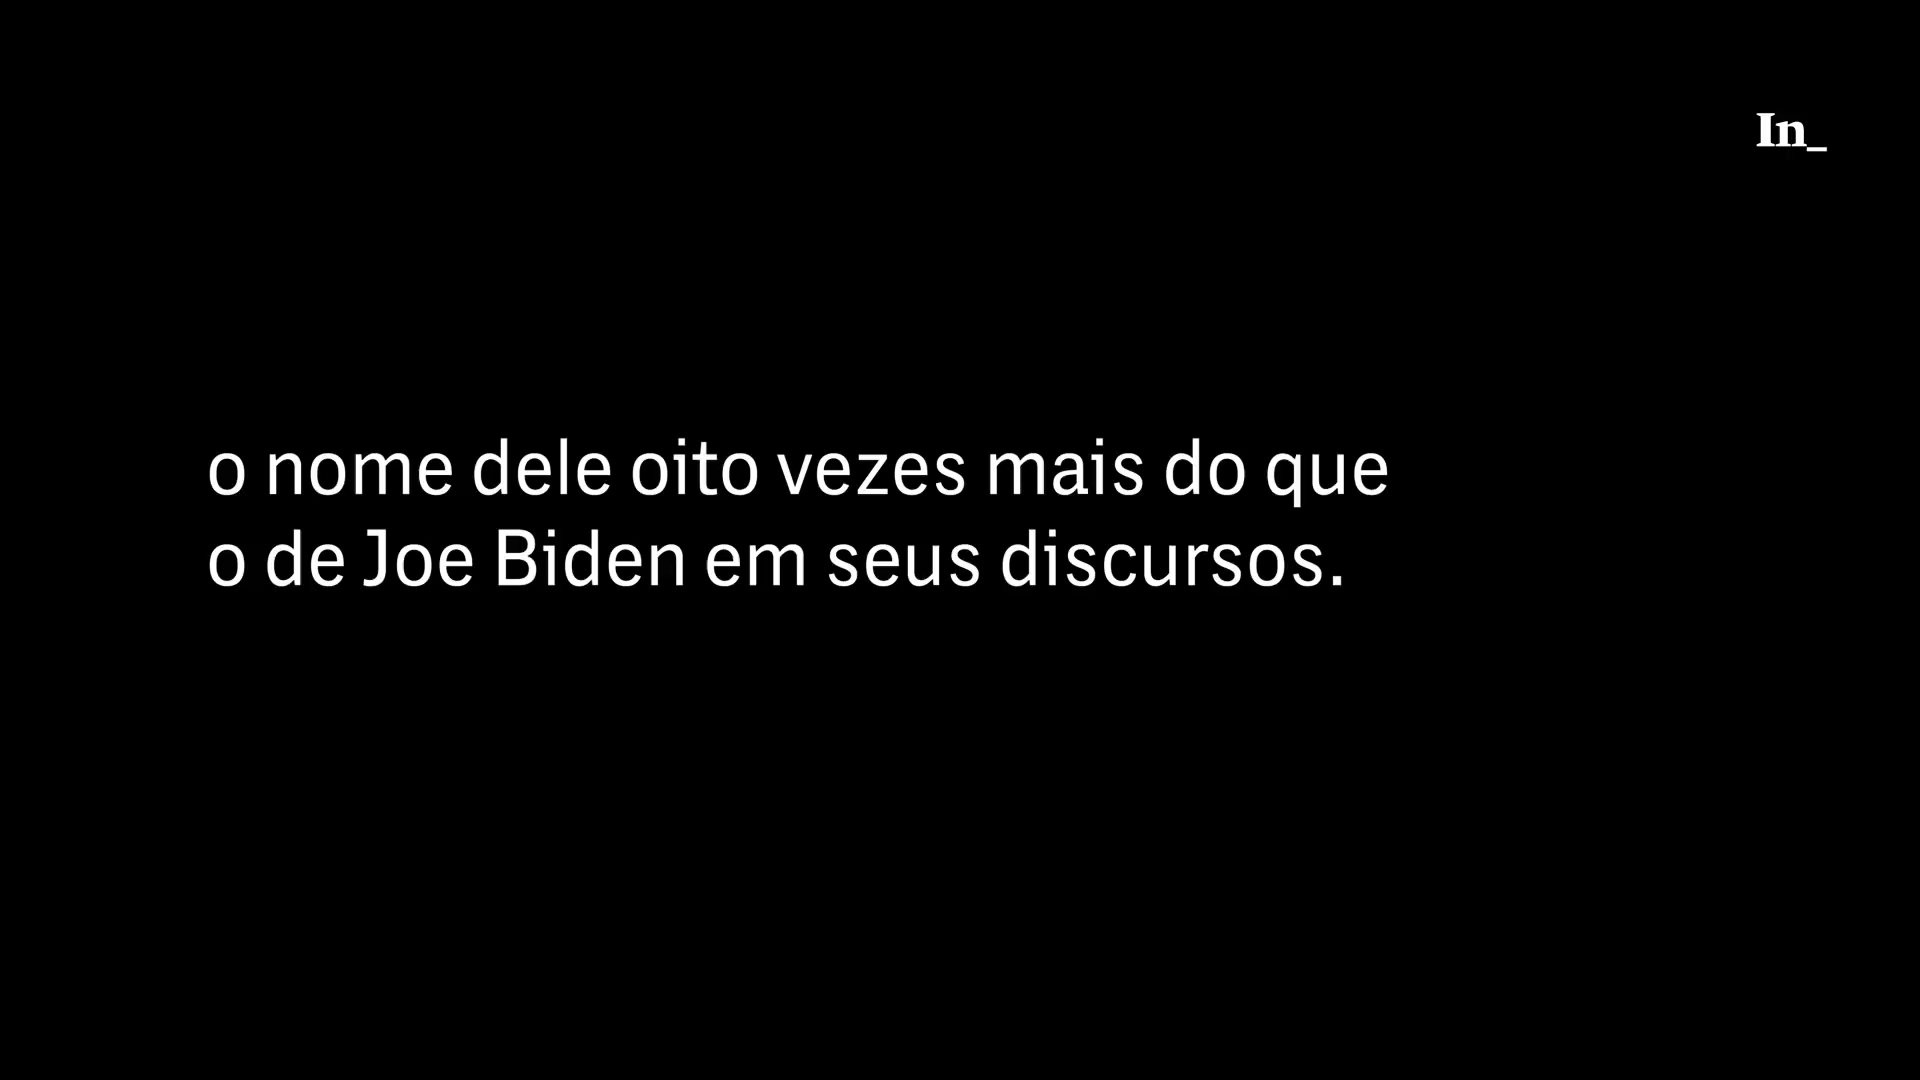 In_
o nome dele oito vezes mais do que
o de Joe Biden em seus discursos.